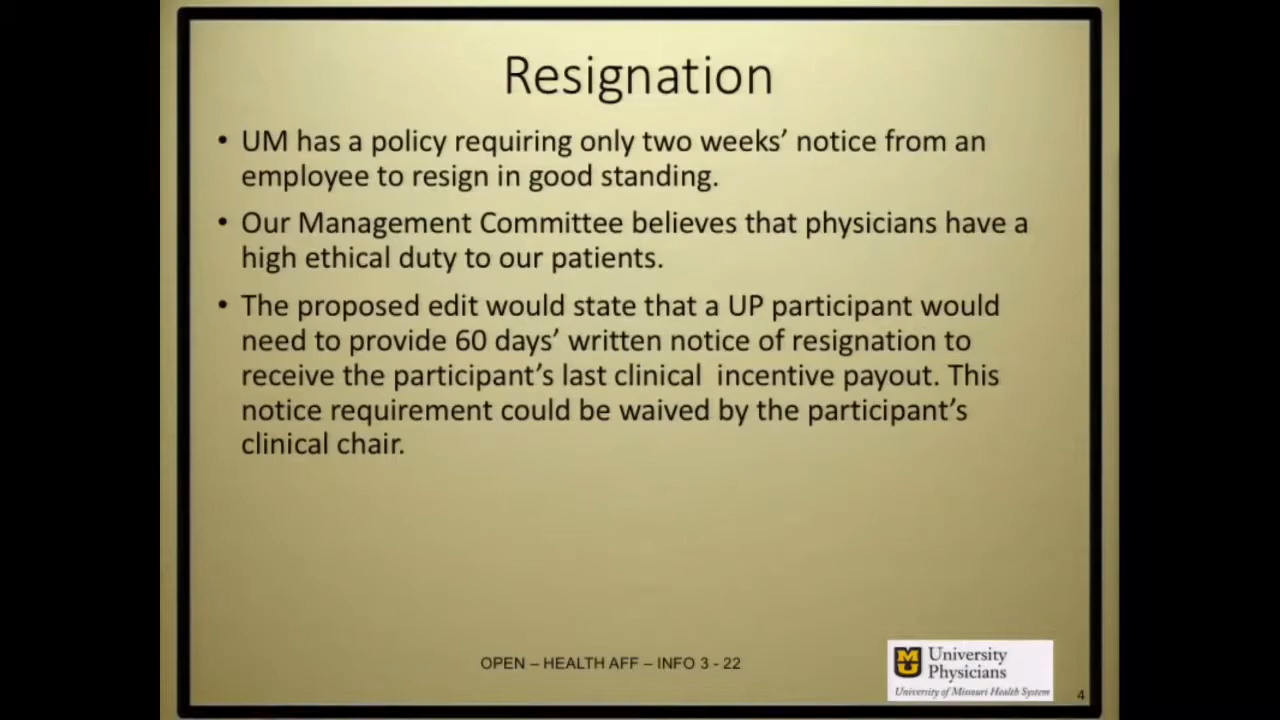 Resignation
• UM has a policy requiring only two weeks’ notice from an
employee to resign in good standing.
• Our Management Committee believes that physicians have a
high ethical duty to our patients.
• The proposed edit would state that a UP participant would
need to provide 60 days’ written notice of resignation to
receive the participant’s last clinical  incentive payout. This
notice requirement could be waived by the participant’s
clinical chair.
OPEN – HEALTH AFF – INFO 3 - 22
University
Physicians
University of Missouri Health System
4